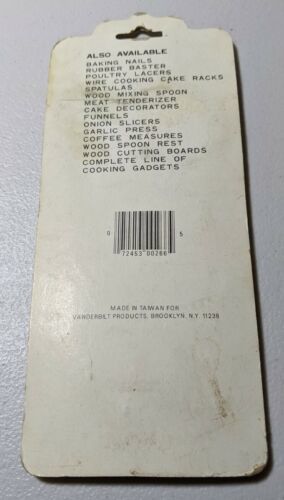 ALSO AVAILABLE
BAKING NAILS
RUBBER BASTER
POULTRY LACERS
WIRE COOKING CAKE RACKS
SPATULAS
WOOD MIXING SPOON
MEAT TENDERIZER
CAKE DECORATORS
FUNNELS
ONION SLICERS
GARLIC PRESS
COFFEE MEASURES
WOOD SPOON REST
WOOD CUTTING BOARDS
COMPLETE LINE OF
COOKING GADGETS
0 72453 00266 5
MADE IN TAIWAN FOR
VANDERBILT PRODUCTS, BROOKLYN, N.Y. 11238